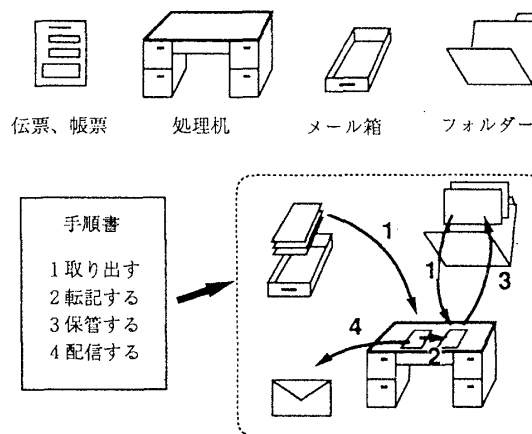 伝票、帳票
処理机
メール箱
フォルダー
手順書
1取り出す
2転記する
3保管する
4配信する
1
1
3
4
2